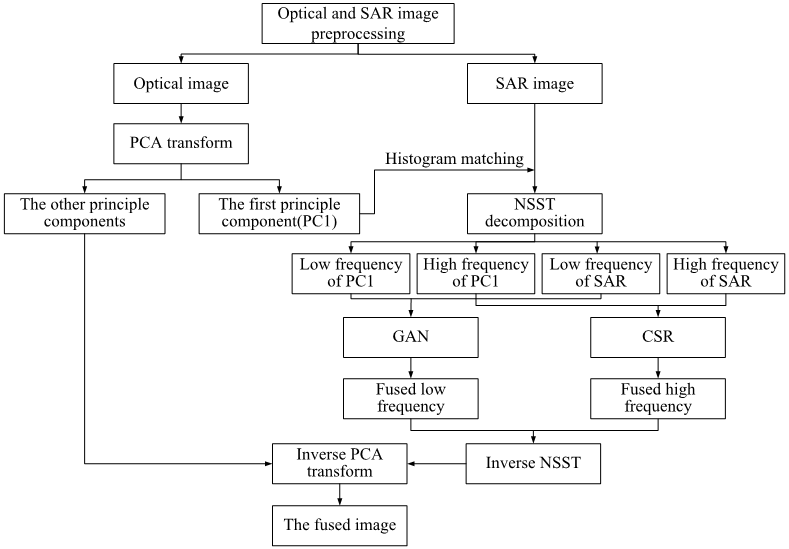 Optical and SAR image
preprocessing
Optical image
SAR image
PCA transform
Histogram matching
The other principle
components
The first principle
component(PC1)
NSST
decomposition
Low frequency
of PC1
High frequency
of PC1
Low frequency
of SAR
High frequency
of SAR
GAN
CSR
Fused low
frequency
Fused high
frequency
Inverse PCA
transform
Inverse NSST
The fused image